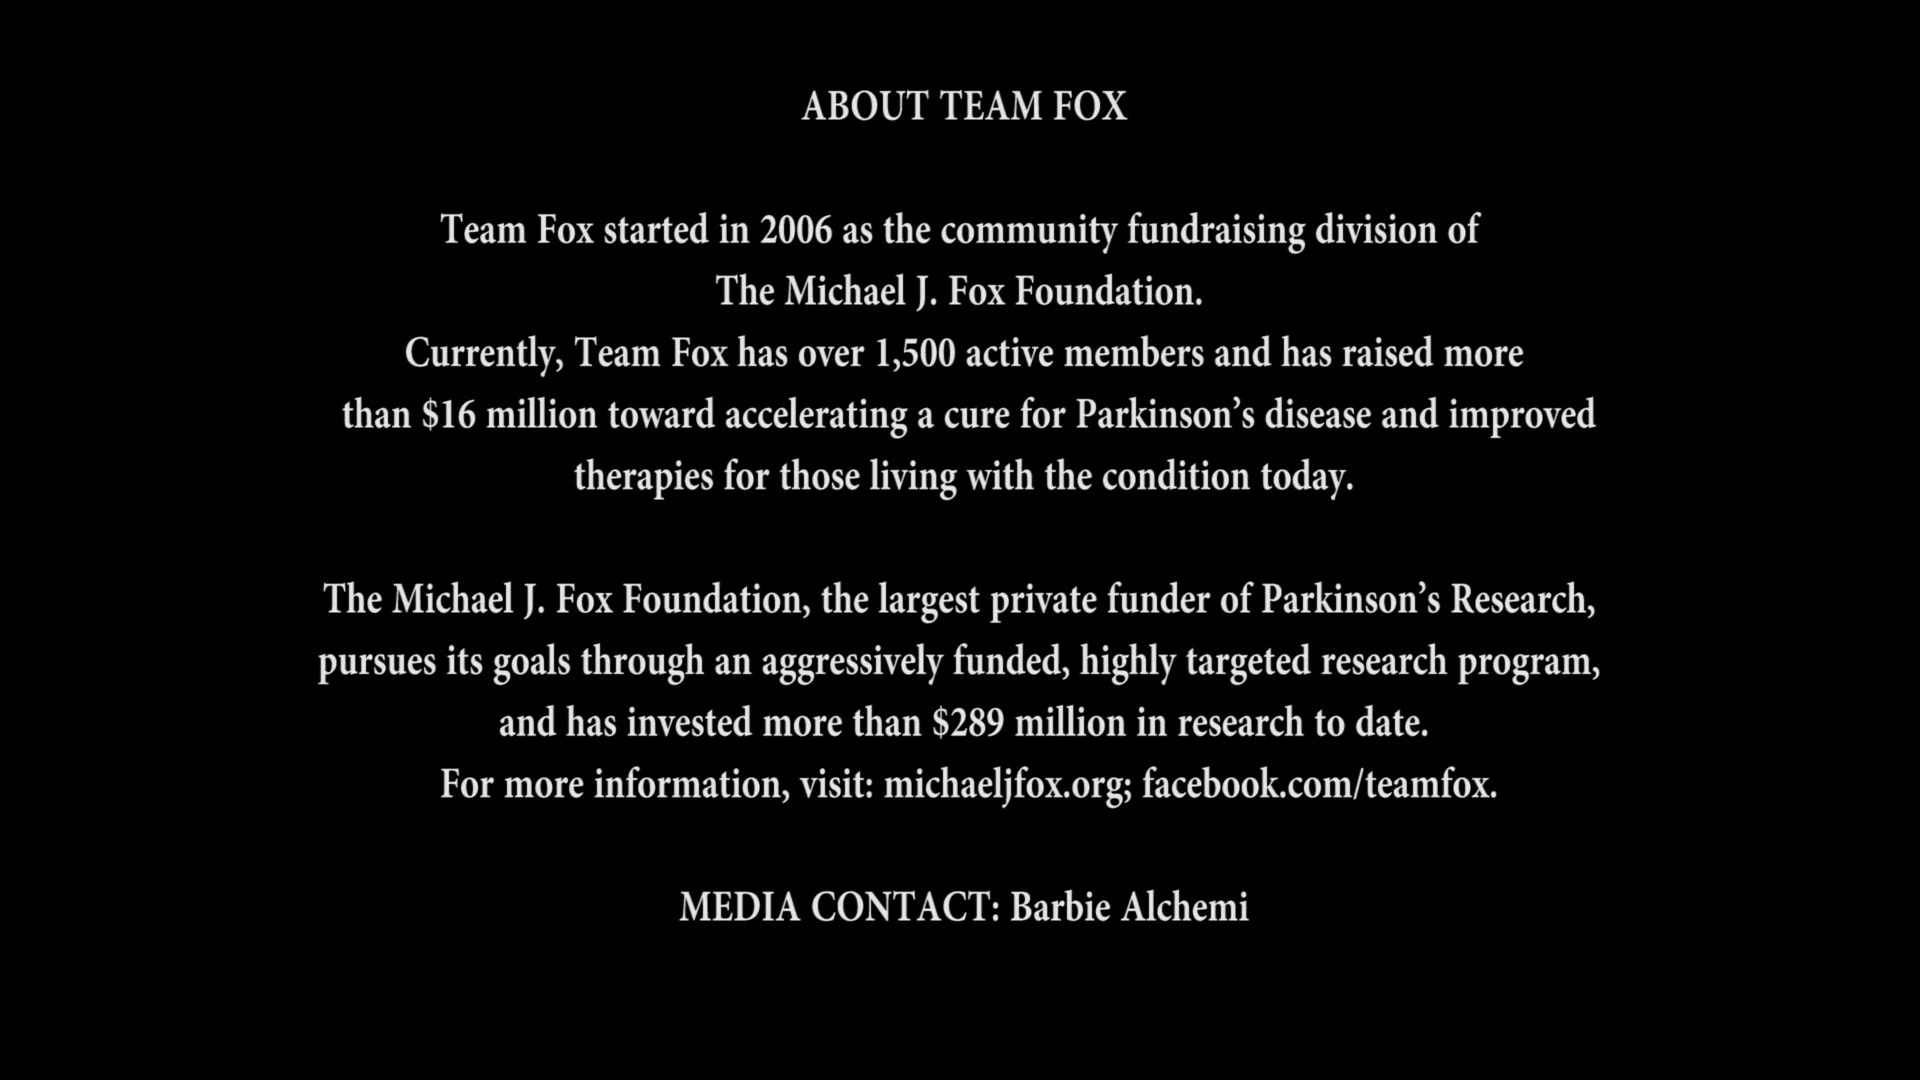 ABOUT TEAM FOX
Team Fox started in 2006 as the community fundraising division of
The Michael J. Fox Foundation.
Currently, Team Fox has over 1,500 active members and has raised more
than $16 million toward accelerating a cure for Parkinson’s disease and improved
therapies for those living with the condition today.
The Michael J. Fox Foundation, the largest private funder of Parkinson’s Research,
pursues its goals through an aggressively funded, highly targeted research program,
and has invested more than $289 million in research to date.
For more information, visit: michaeljfox.org; facebook.com/teamfox.
MEDIA CONTACT: Barbie Alchemi